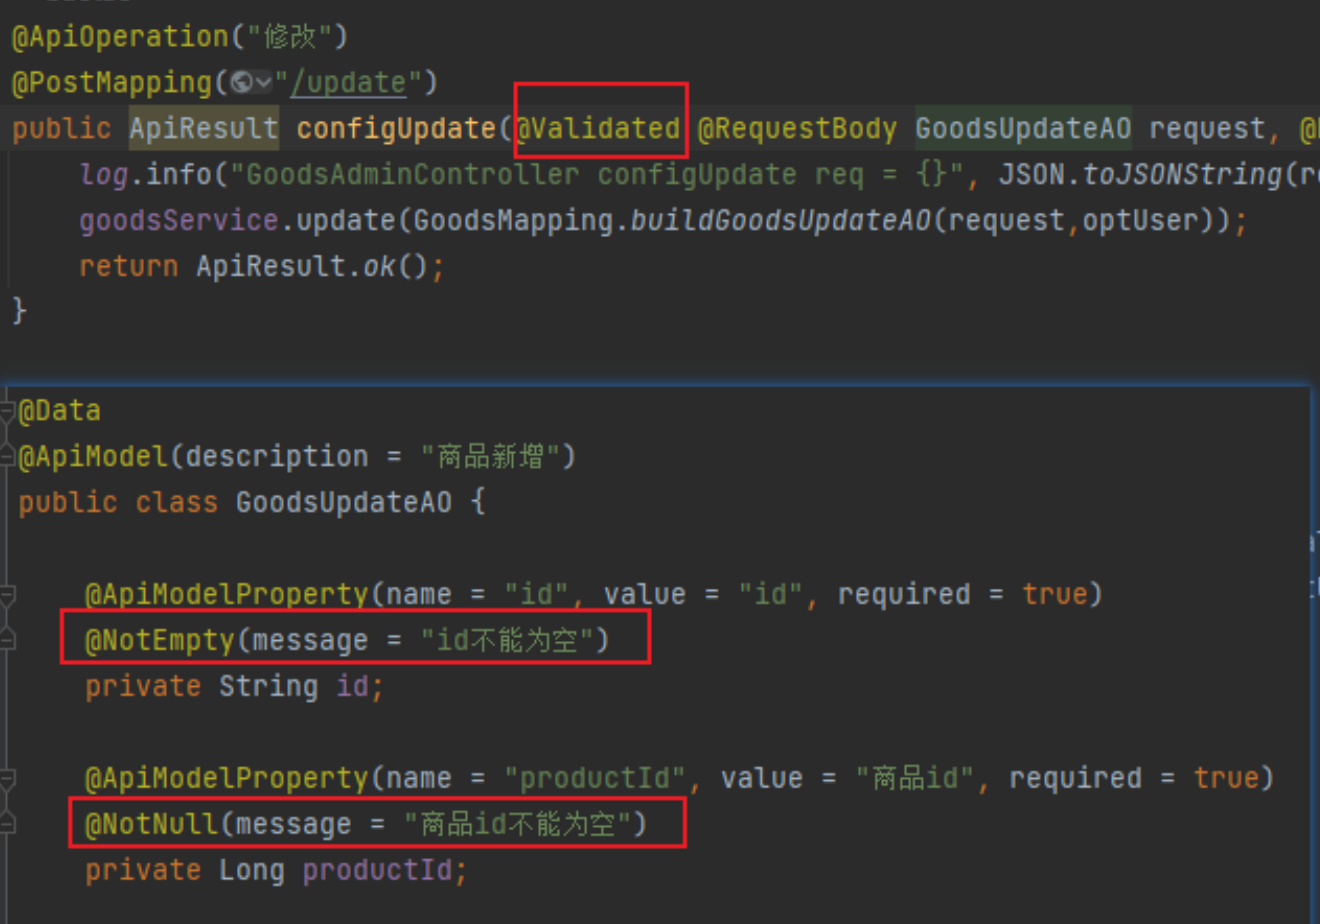 @ApiOperation("修改")
@PostMapping("/update")
public ApiResult configUpdate(@Validated @RequestBody GoodsUpdateAO request, @
log.info("GoodsAdminController configUpdate req = {}", JSON.toJSONString(r
goodsService.update(GoodsMapping.buildGoodsUpdateAO(request,optUser));
return ApiResult.ok();
}
@Data
@ApiModel(description = "商品新增")
public class GoodsUpdateAO {
@ApiModelProperty(name = "id", value = "id", required = true)
@NotEmpty(message = "id不能为空")
private String id;
@ApiModelProperty(name = "productId", value = "商品id", required = true)
@NotNull(message = "商品id不能为空")
private Long productId;